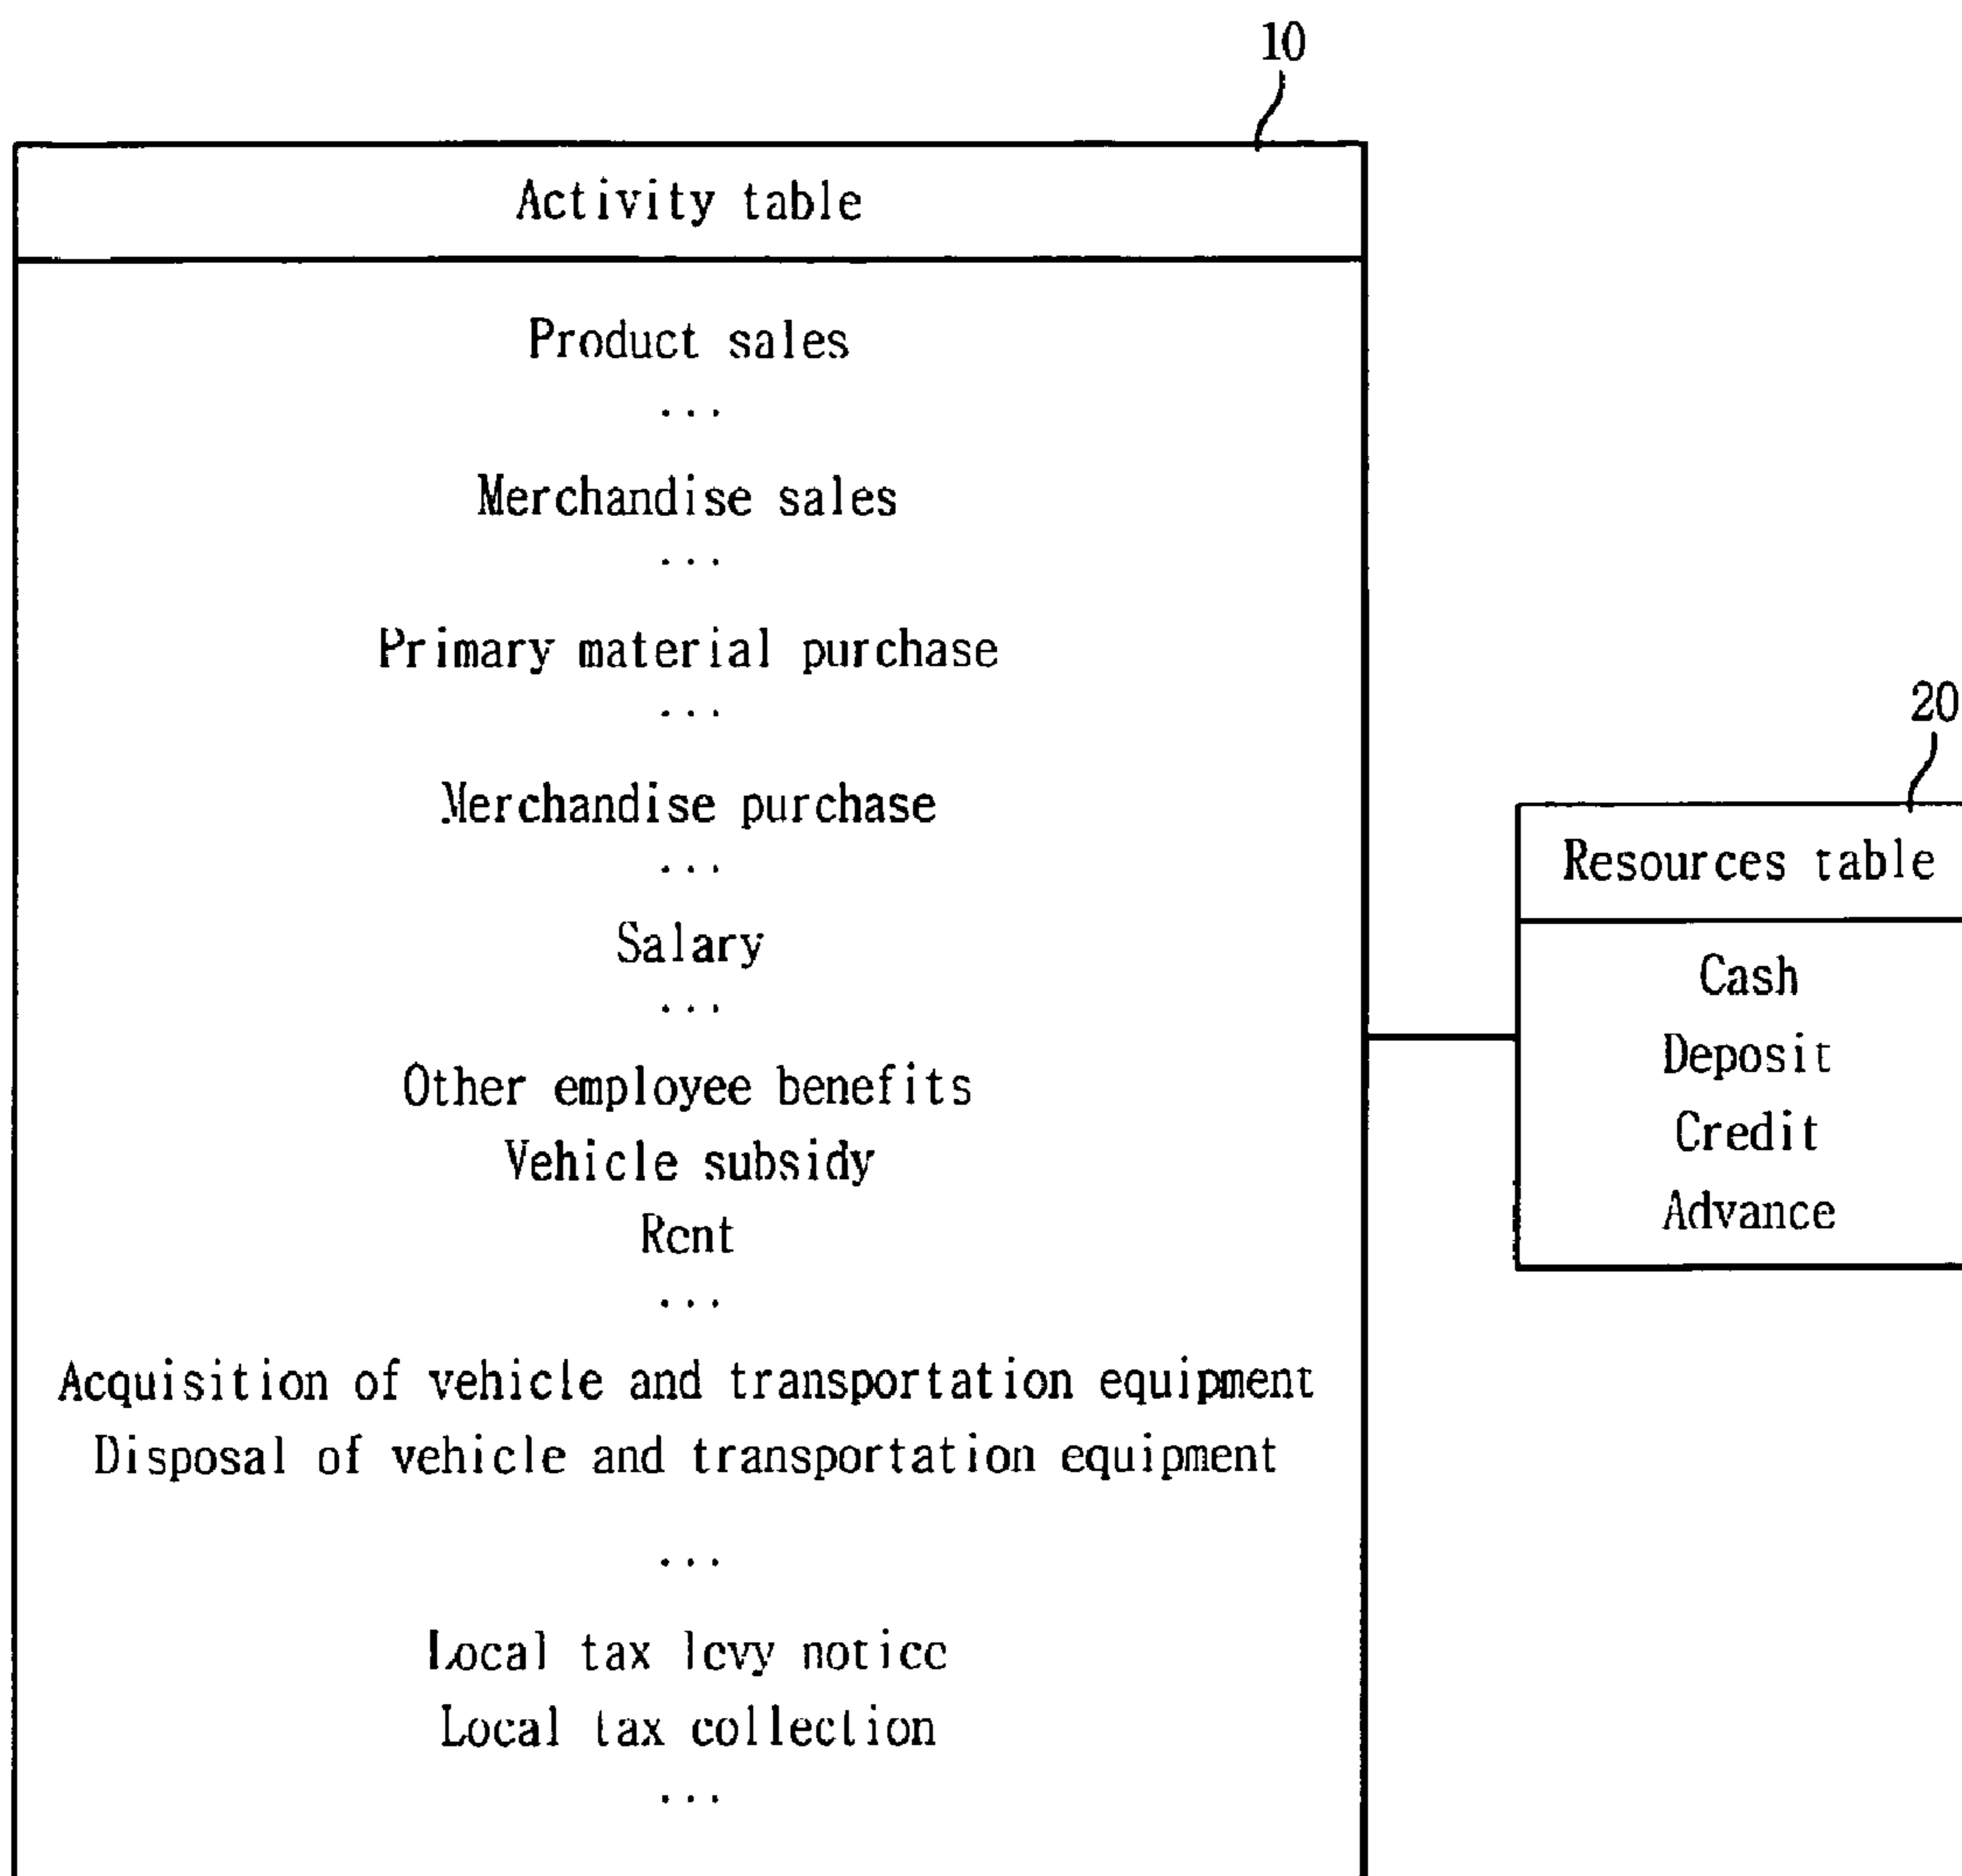 10
Activity table
Product sales
...
Merchandise sales
...
Primary material purchase
...
Merchandise purchase
...
Salary
...
Other employee benefits
Vehicle subsidy
Rent
...
Acquisition of vehicle and transportation equipment
Disposal of vehicle and transportation equipment
...
Local tax levy notice
Local tax collection
...
20
Resources table
Cash
Deposit
Credit
Advance